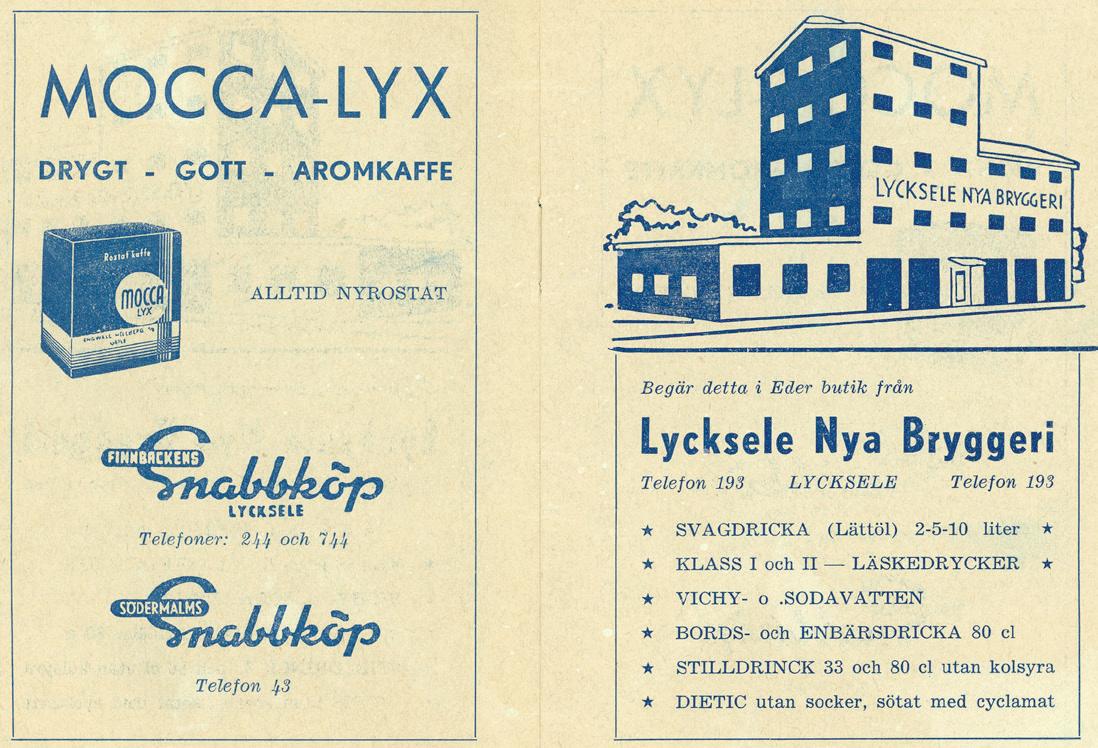 MOCCA-LYX
DRYGT - GOTT - AROMKAFFE
Rostat kaffe
MOCCA
LYX
ENGWALL HELLBERG
GÄVLE
ALLTID NYROSTAT
FINNBACKENS
Snabbköp
LYCKSELE
Telefoner: 244 och 744
SÖDERMALMS
Snabbköp
Telefon 43
LYCKSELE NYA BRYGGERI
Begär detta i Eder butik från
Lycksele Nya Bryggeri
Telefon 193 LYCKSELE Telefon 193
★ SVAGDRICKA (Lättöl) 2-5-10 liter ★
★ KLASS I och II — LÄSKEDRYCKER ★
★ VICHY- o .SODAVATTEN
★ BORDS- och ENBÄRSDRICKA 80 cl
★ STILLDRINCK 33 och 80 cl utan kolsyra
★ DIETIC utan socker, sötat med cyclamat